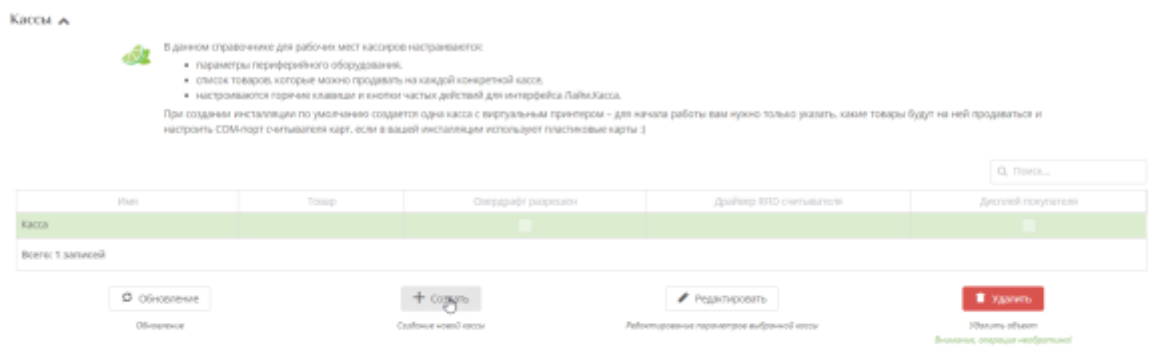 Кассы
В данном справочнике для рабочих мест кассиров настраиваются:
параметры периферийного оборудования.
список товаров, которые можно продавать на каждой конкретной кассе.
настраиваются горячие клавиши и кнопки частых действий для интерфейса Лайм.Касса.
При создании инсталляции по умолчанию создается одна касса с виртуальным принтером – для начала работы вам нужно только указать, какие товары будут на ней продаваться и
настроить COM-порт считывателя карт, если в вашей инсталляции используют пластиковые карты :)
Поиск...
Имя Товар Овердрафт разрешен Драйвер RFID считывателя Дисплей покупателя
Касса
Всего: 1 записей
Обновление Создать Редактировать Удалить
Обновление Создание новой кассы Редактирование параметров выбранной кассы Удалить объект
Внимание, операция необратима!